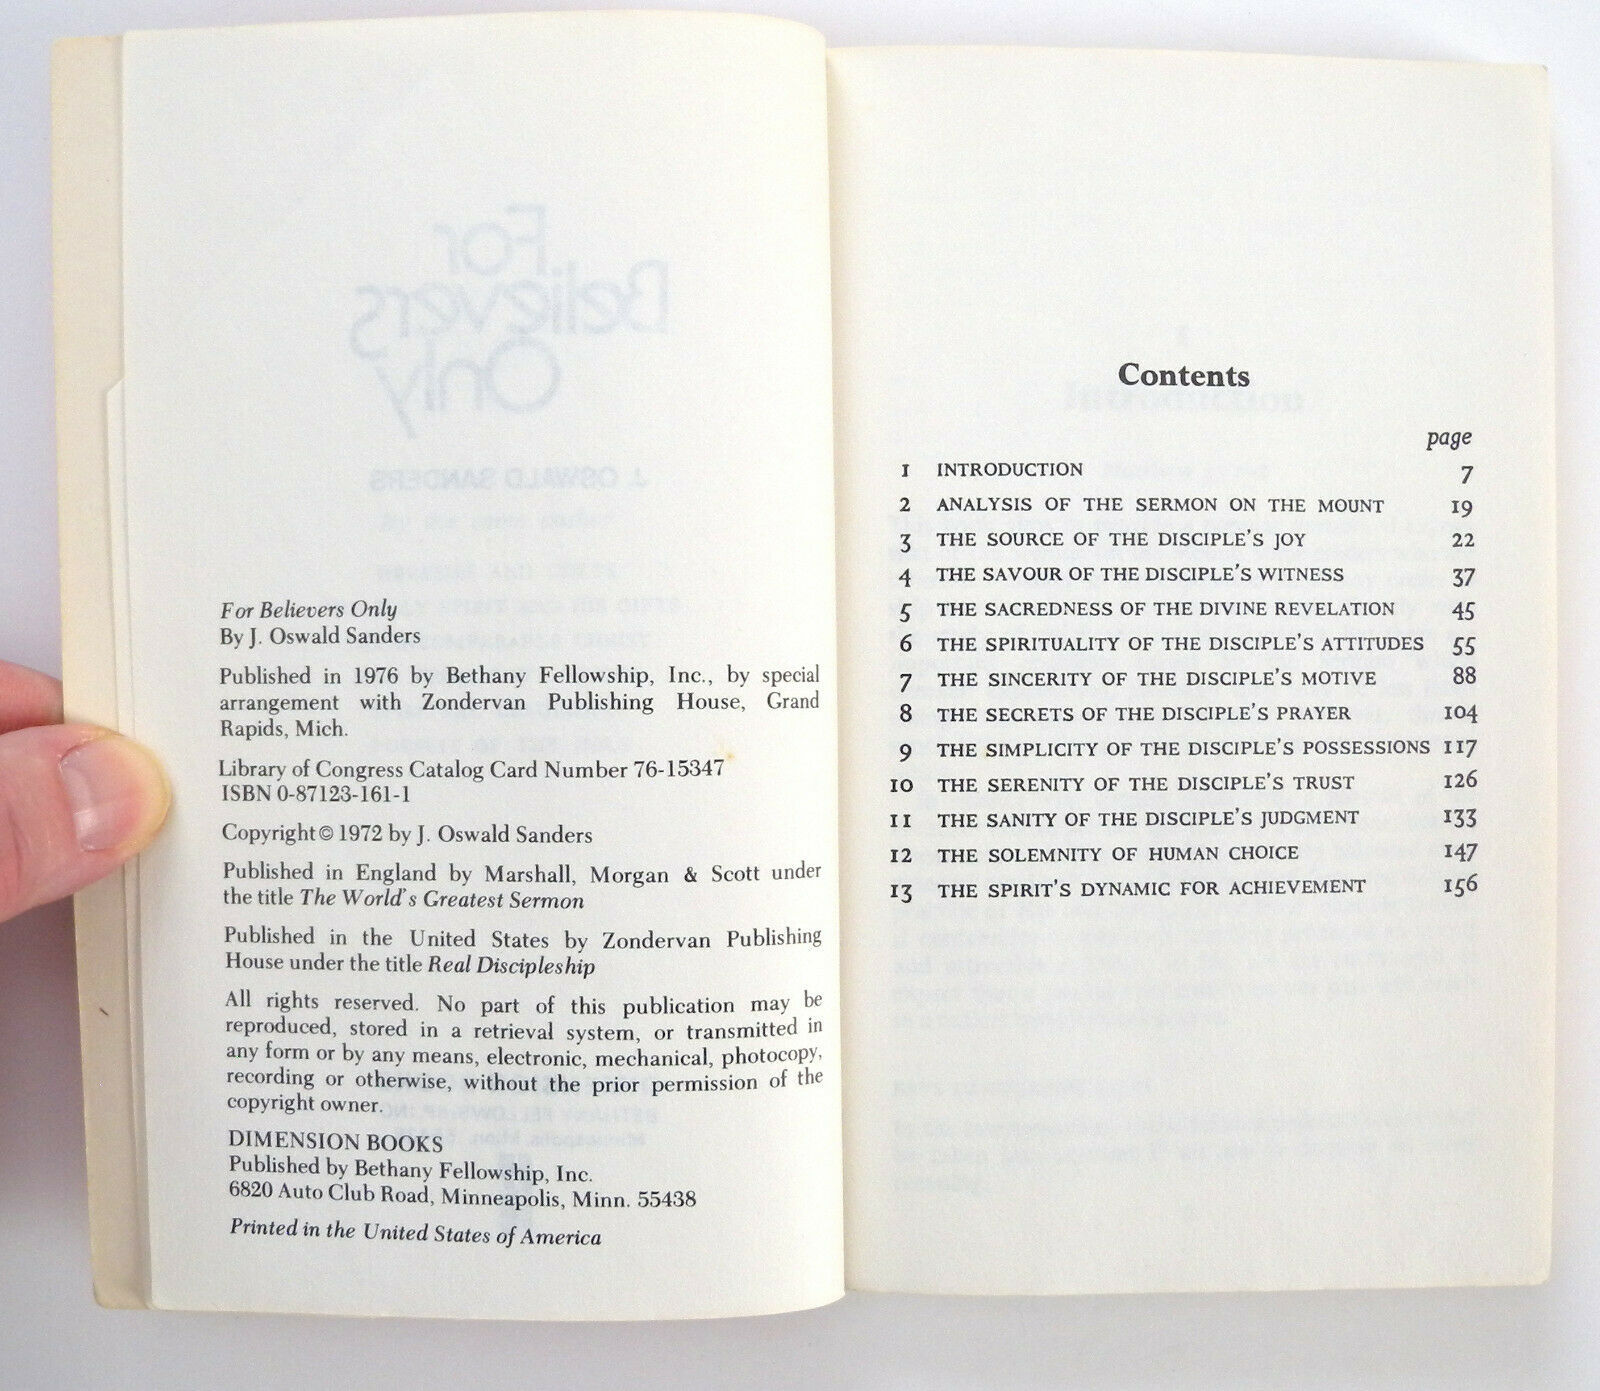 For
Believers
Only
J. OSWALD SANDERS
For Believers Only
By J. Oswald Sanders
Published in 1976 by Bethany Fellowship, Inc., by special
arrangement with Zondervan Publishing House, Grand
Rapids, Mich.
Library of Congress Catalog Card Number 76-15347
ISBN 0-87123-161-1
Copyright © 1972 by J. Oswald Sanders
Published in England by Marshall, Morgan & Scott under
the title The World's Greatest Sermon
Published in the United States by Zondervan Publishing
House under the title Real Discipleship
All rights reserved. No part of this publication may be
reproduced, stored in a retrieval system, or transmitted in
any form or by any means, electronic, mechanical, photocopy,
recording or otherwise, without the prior permission of the
copyright owner.
DIMENSION BOOKS
Published by Bethany Fellowship, Inc.
6820 Auto Club Road, Minneapolis, Minn. 55438
Printed in the United States of America
Contents
page
1 INTRODUCTION 7
2 ANALYSIS OF THE SERMON ON THE MOUNT 19
3 THE SOURCE OF THE DISCIPLE'S JOY 22
4 THE SAVOUR OF THE DISCIPLE'S WITNESS 37
5 THE SACREDNESS OF THE DIVINE REVELATION 45
6 THE SPIRITUALITY OF THE DISCIPLE'S ATTITUDES 55
7 THE SINCERITY OF THE DISCIPLE'S MOTIVE 88
8 THE SECRETS OF THE DISCIPLE'S PRAYER 104
9 THE SIMPLICITY OF THE DISCIPLE'S POSSESSIONS 117
10 THE SERENITY OF THE DISCIPLE'S TRUST 126
11 THE SANITY OF THE DISCIPLE'S JUDGMENT 133
12 THE SOLEMNITY OF HUMAN CHOICE 147
13 THE SPIRIT'S DYNAMIC FOR ACHIEVEMENT 156